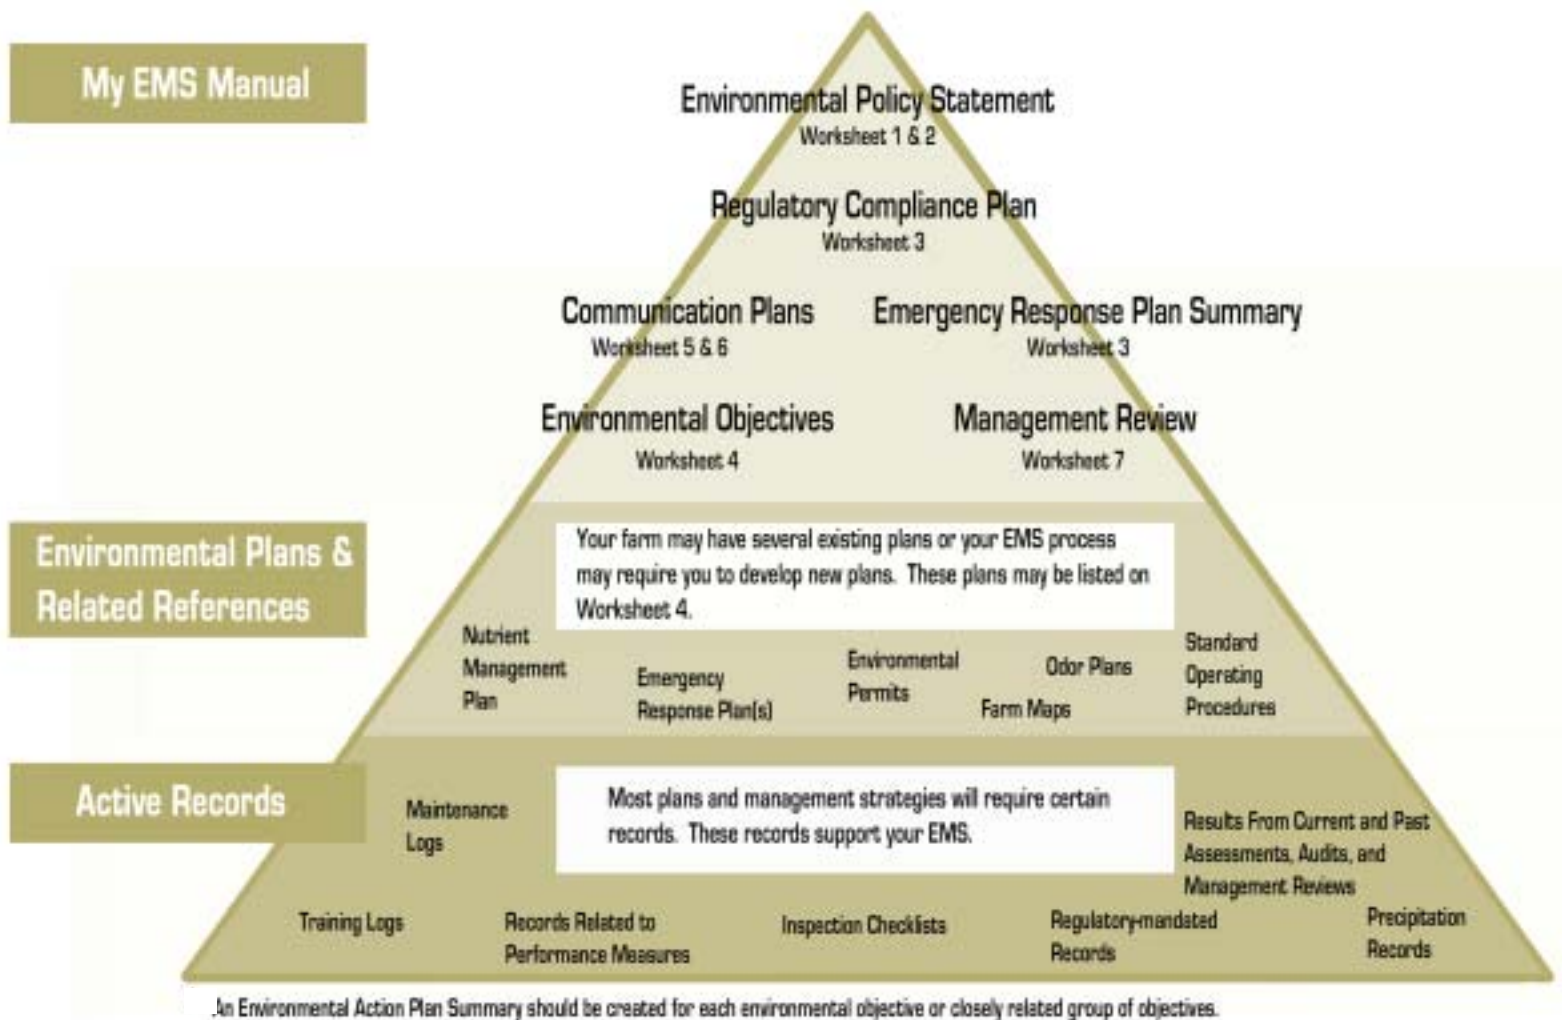 My EMS Manual
Environmental Policy Statement
Worksheet 1 & 2
Regulatory Compliance Plan
Worksheet 3
Communication Plans
Worksheet 5 & 6
Emergency Response Plan Summary
Worksheet 3
Environmental Objectives
Worksheet 4
Management Review
Worksheet 7
Environmental Plans &
Related References
Your farm may have several existing plans or your EMS process
may require you to develop new plans. These plans may be listed on
Worksheet 4.
Nutrient
Management
Plan
Emergency
Response Plan(s)
Environmental
Permits
Odor Plans
Farm Maps
Standard
Operating
Procedures
Active Records
Maintenance
Logs
Most plans and management strategies will require certain
records. These records support your EMS.
Results From Current and Past
Assessments, Audits, and
Management Reviews
Training Logs
Records Related to
Performance Measures
Inspection Checklists
Regulatory-mandated
Records
Precipitation
Records
An Environmental Action Plan Summary should be created for each environmental objective or closely related group of objectives.